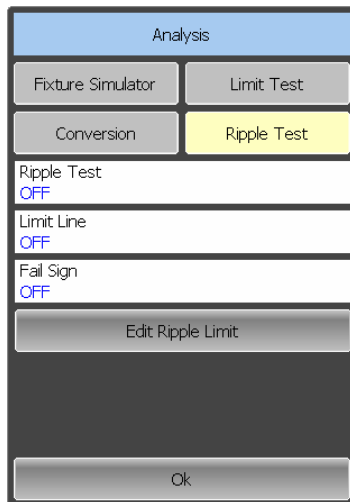 Analysis
Fixture Simulator
Limit Test
Conversion
Ripple Test
Ripple Test
OFF
Limit Line
OFF
Fail Sign
OFF
Edit Ripple Limit
Ok